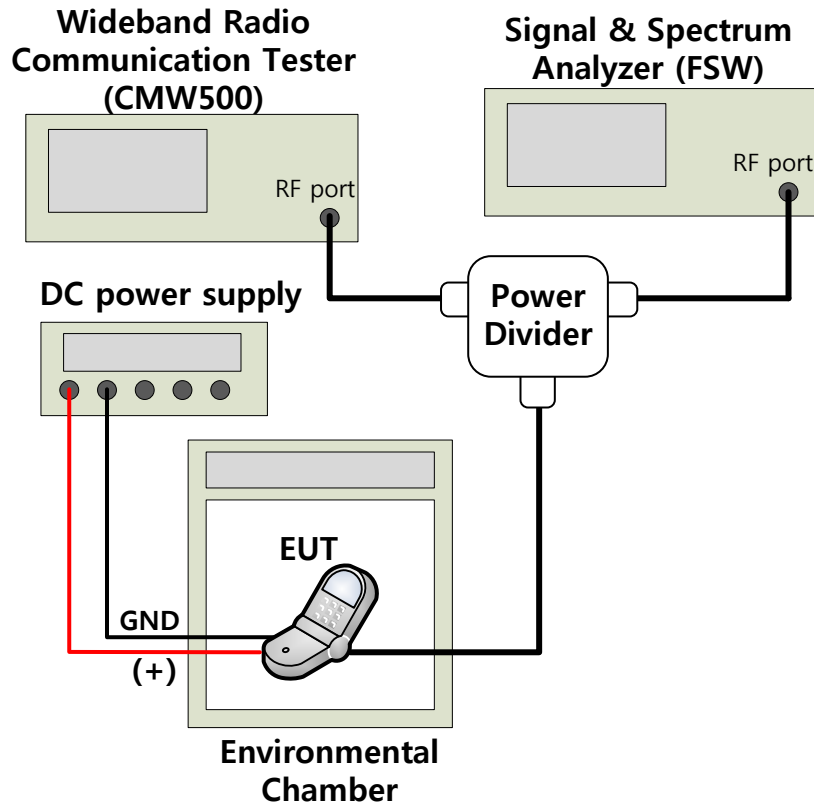 Wideband Radio
Communication Tester
(CMW500)
Signal & Spectrum
Analyzer (FSW)
RF port
RF port
DC power supply
Power
Divider
EUT
GND
(+)
Environmental
Chamber